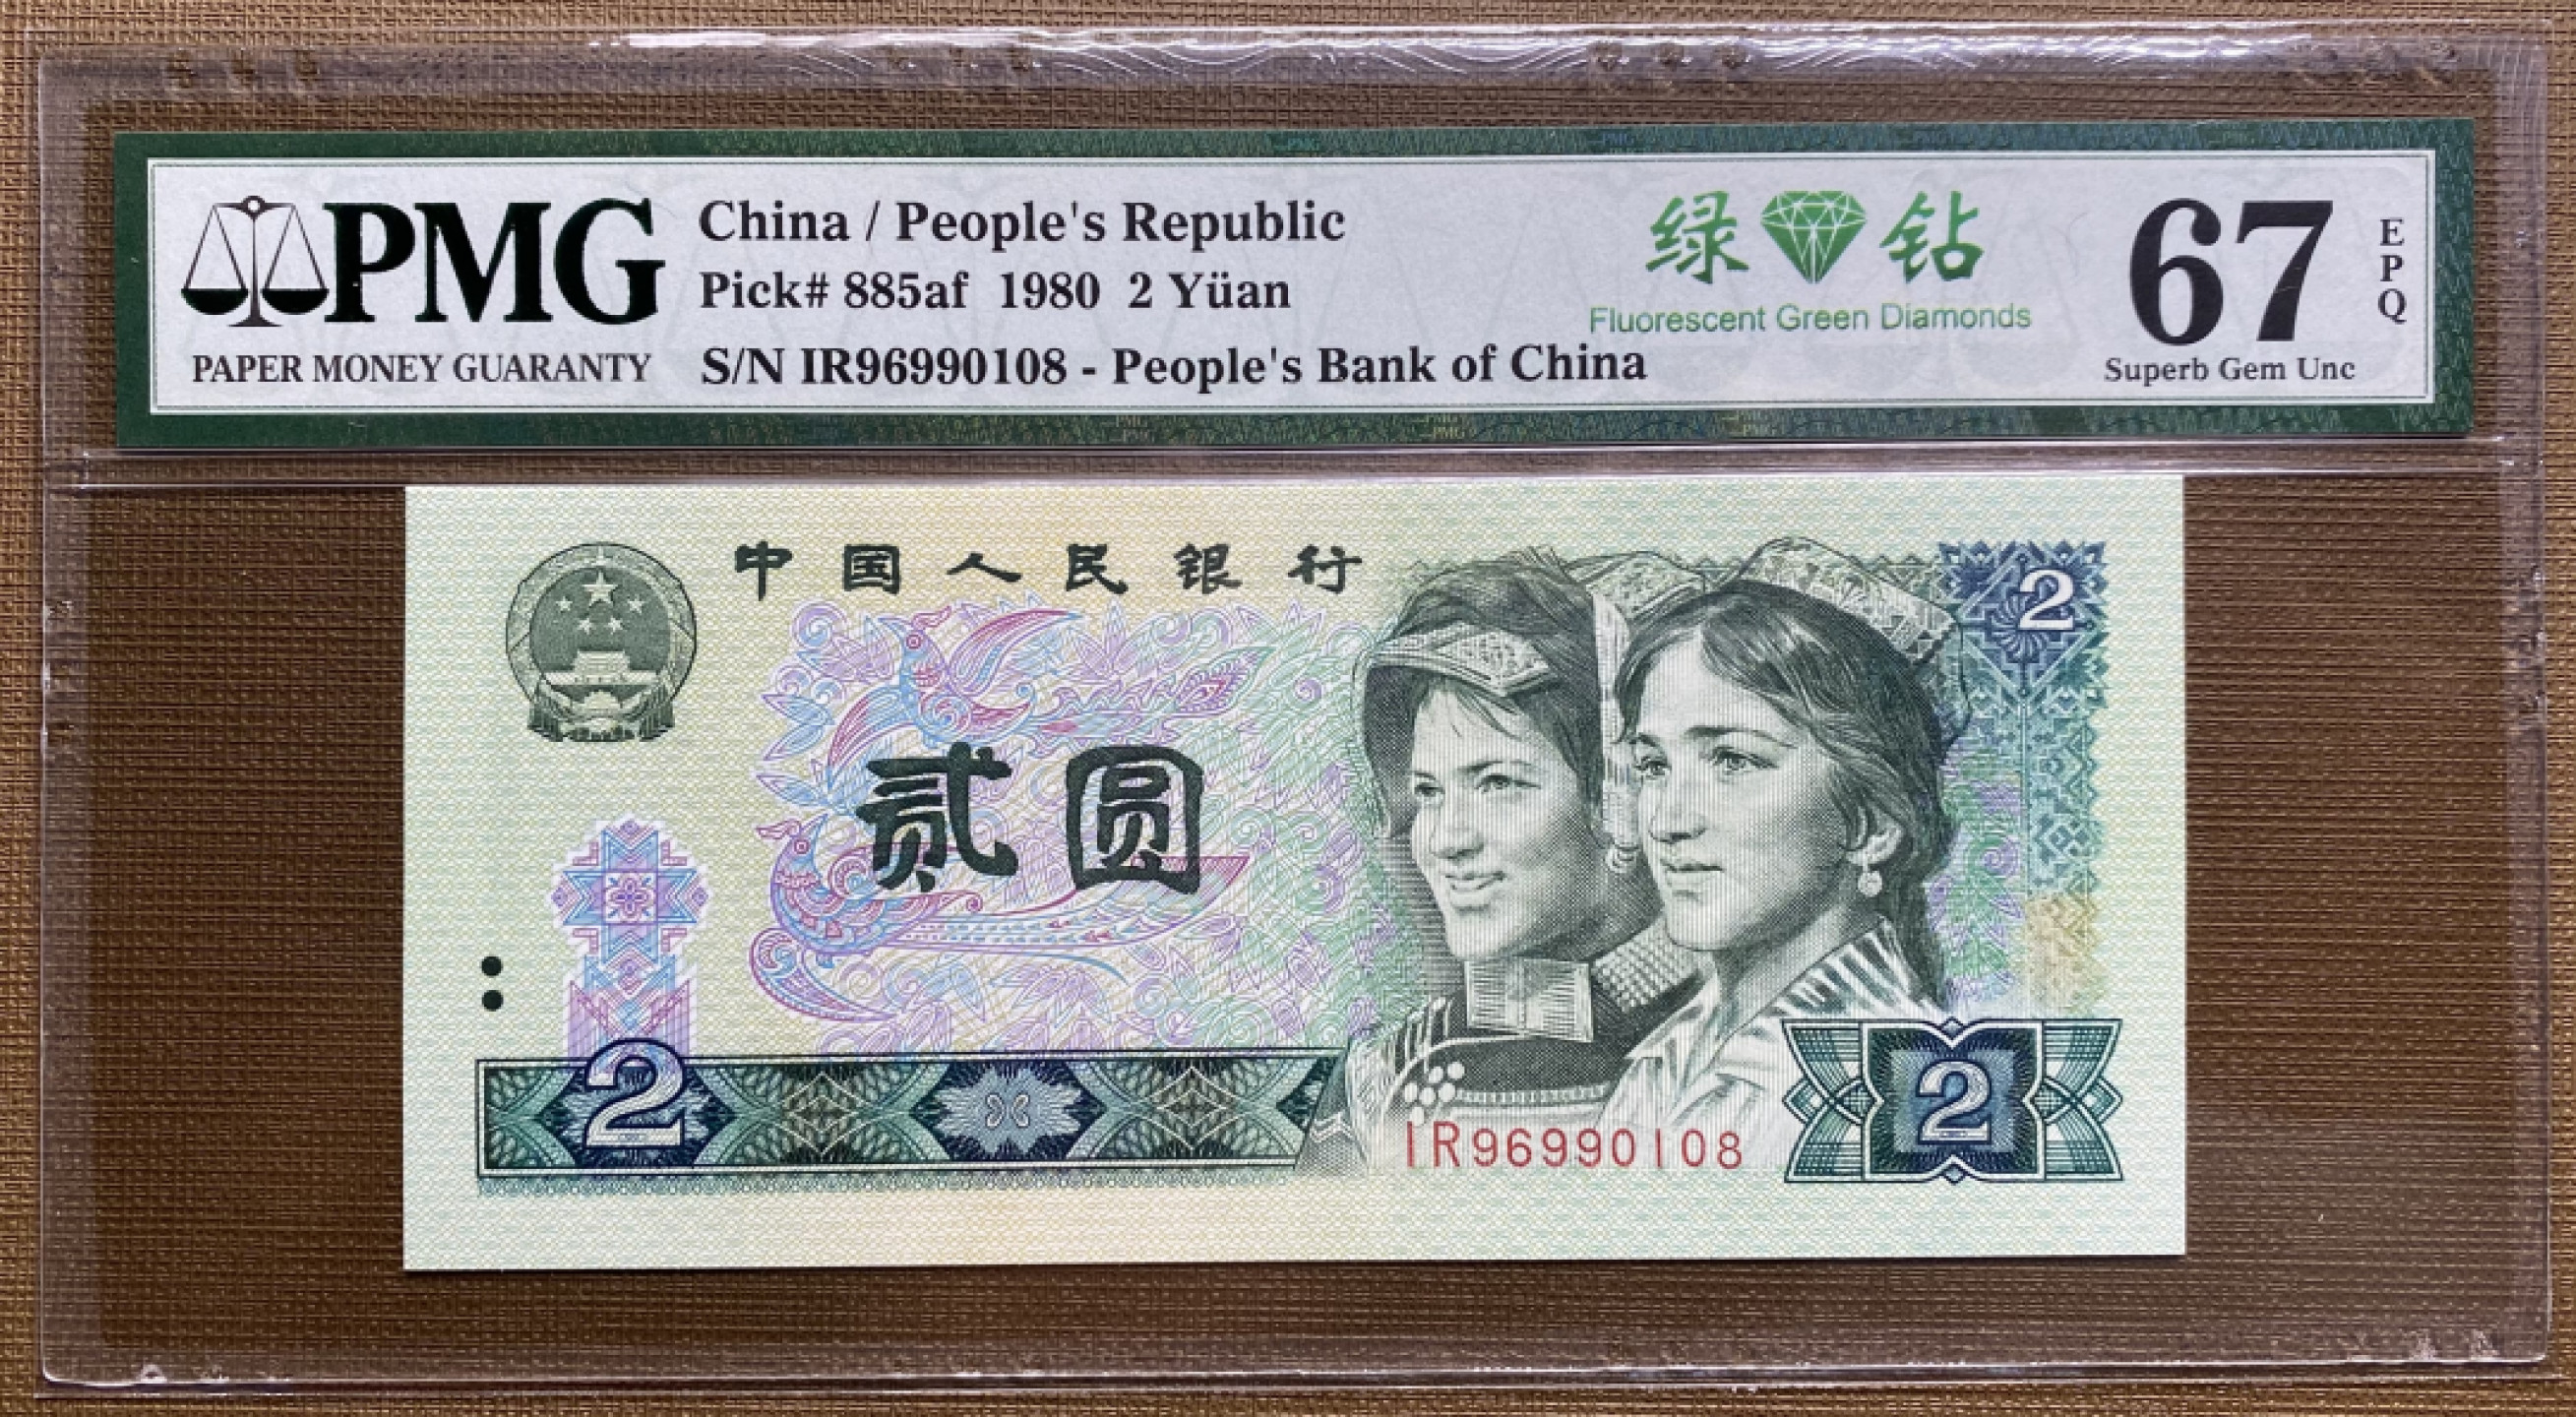 PMG
PAPER MONEY GUARANTY
China / People's Republic
Pick# 885af 1980 2 Yüan
S/N IR96990108 - People's Bank of China
绿钻
Fluorescent Green Diamonds
67
EPQ
Superb Gem Unc
中国人民银行
2
贰圆
2
2
IR96990108